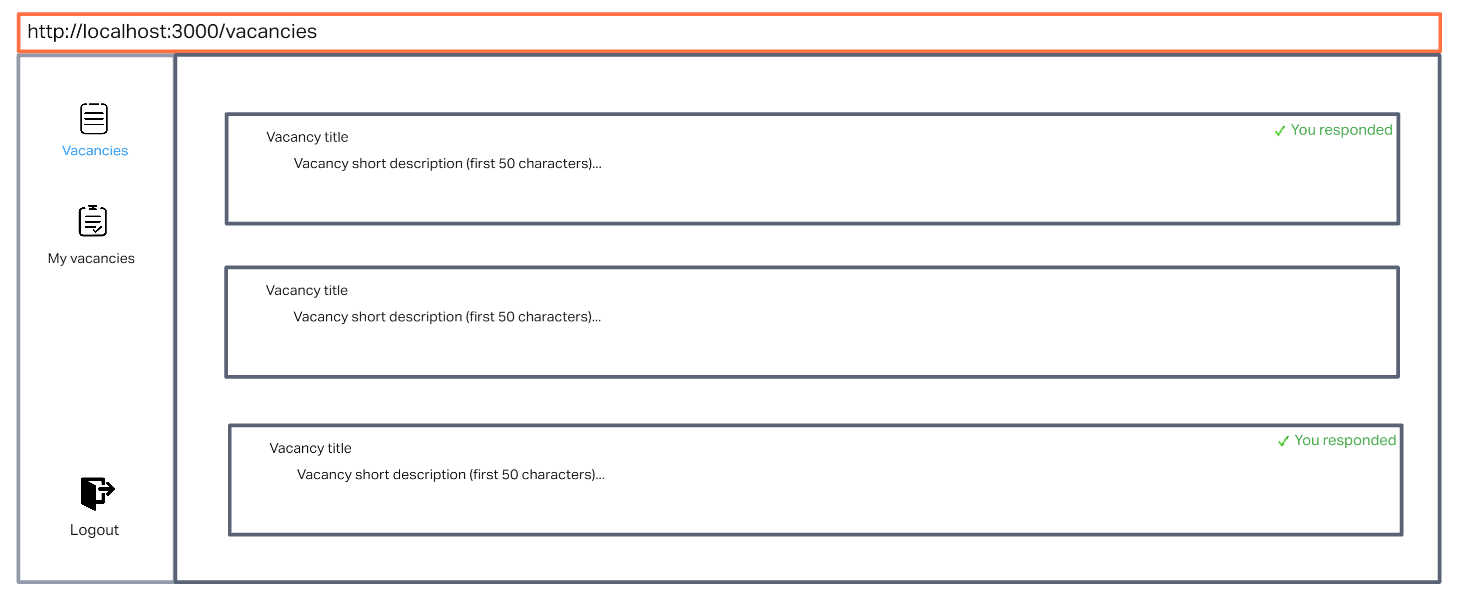 http://localhost:3000/vacancies
Vacancies
My vacancies
Logout
Vacancy title
You responded
Vacancy short description (first 50 characters)...
Vacancy title
Vacancy short description (first 50 characters)...
Vacancy title
You responded
Vacancy short description (first 50 characters)...